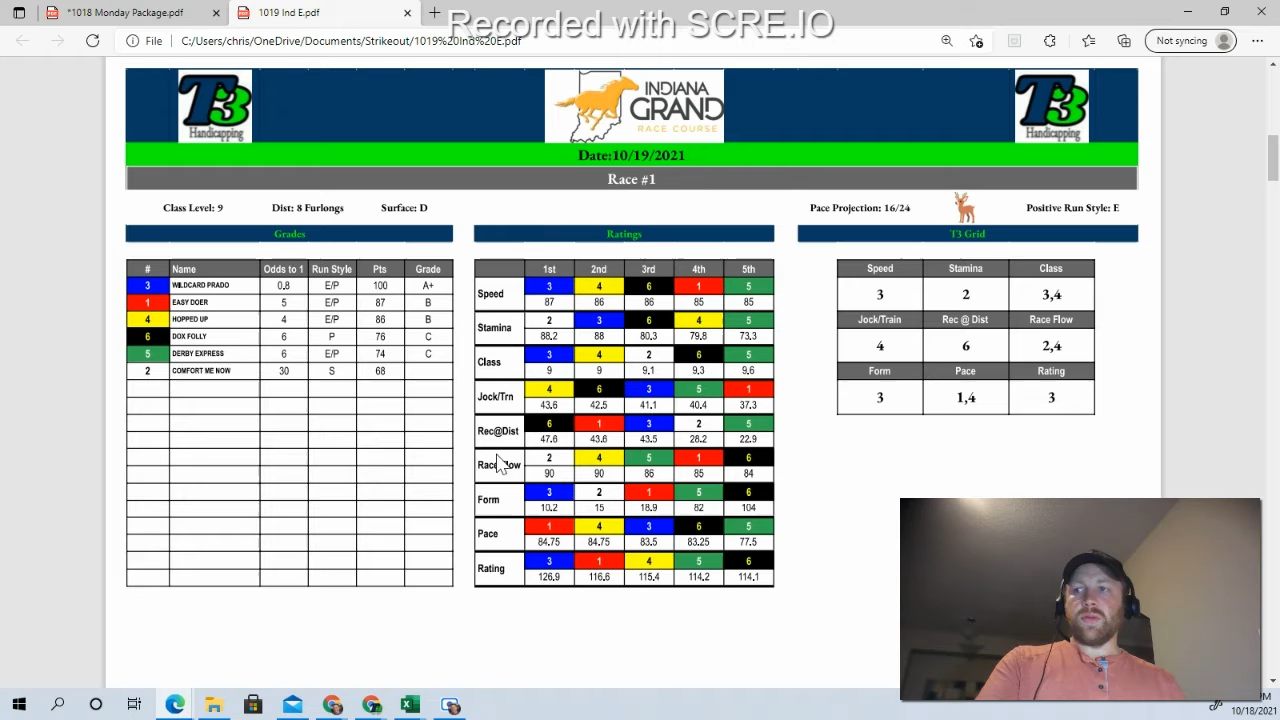 *1018 Monday Package.pdf
1019 Ind E.pdf
Recorded with SCRE.IO
File C:/Users/chris/OneDrive/Documents/Strikeout/1019%20Ind%20E.pdf
Not syncing
T3 Handicapping
INDIANA GRAND RACE COURSE
T3 Handicapping
Date:10/19/2021
Race #1
Class Level: 9 Dist: 8 Furlongs Surface: D Pace Projection: 16/24 Positive Run Style: E
Grades Ratings T3 Grid
# Name Odds to 1 Run Style Pts Grade
3 WILDCARD PRADO 0.8 E/P 100 A+
1 EASY DOER 5 E/P 87 B
4 HOPPED UP 4 E/P 86 B
6 DOX FOLLY 6 P 76 C
5 DERBY EXPRESS 6 E/P 74 C
2 COMFORT ME NOW 30 S 68
1st 2nd 3rd 4th 5th
Speed 3 4 6 1 5
87 86 86 85 85
Stamina 2 3 6 4 5
88.2 88 80.3 79.8 73.3
Class 3 4 2 6 5
9 9 9.1 9.3 9.6
Jock/Trn 4 6 3 5 1
43.6 42.5 41.1 40.4 37.3
Rec@Dist 6 1 3 2 5
47.6 43.6 43.5 28.2 22.9
2 4 5 1 6
90 90 86 85 84
Form 3 2 1 5 6
10.2 15 18.9 82 104
Pace 1 4 3 6 5
84.75 84.75 83.5 83.25 77.5
Rating 3 1 4 5 6
126.9 116.6 115.4 114.2 114.1
Speed Stamina Class
3 2 3,4
Jock/Train Rec @ Dist Race Flow
4 6 2,4
Form Pace Rating
3 1,4 3
10/18/2021